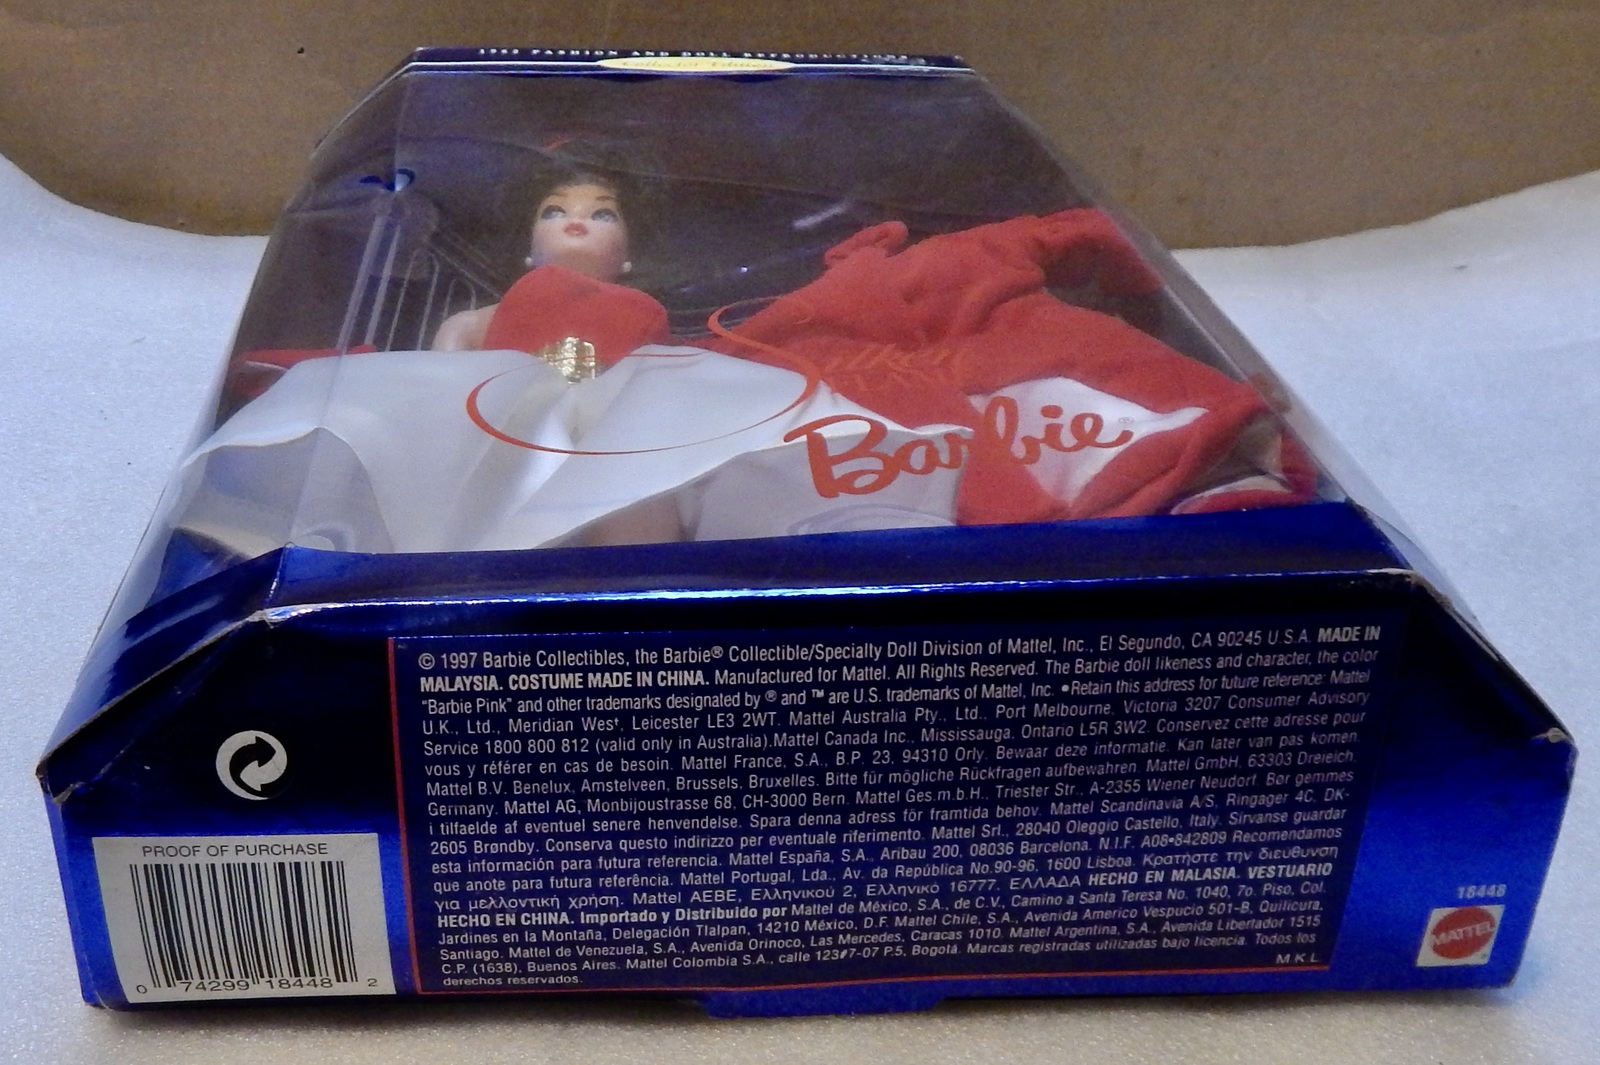 FASHION AND DOLL REPRODUCTIONS
Collector Edition
Silken
FLAME
Barbie®
© 1997 Barbie Collectibles, the Barbie® Collectible/Specialty Doll Division of Mattel, Inc., El Segundo, CA 90245 U.S.A. MADE IN
MALAYSIA. COSTUME MADE IN CHINA. Manufactured for Mattel. All Rights Reserved. The Barbie doll likeness and character, the color
"Barbie Pink" and other trademarks designated by ® and ™ are U.S. trademarks of Mattel, Inc. •Retain this address for future reference: Mattel
U.K., Ltd., Meridian West, Leicester LE3 2WT. Mattel Australia Pty., Ltd., Port Melbourne, Victoria 3207 Consumer Advisory
Service 1800 800 812 (valid only in Australia).Mattel Canada Inc., Mississauga, Ontario L5R 3W2. Conservez cette adresse pour
vous y référer en cas de besoin. Mattel France, S.A., B.P. 23, 94310 Orly. Bewaar deze informatie. Kan later van pas komen.
Mattel B.V. Benelux, Amstelveen, Brussels, Bruxelles. Bitte für mögliche Rückfragen aufbewahren. Mattel GmbH, 63303 Dreieich,
Germany. Mattel AG, Monbijoustrasse 68, CH-3000 Bern. Mattel Ges.m.b.H., Triester Str., A-2355 Wiener Neudorf. Bør gemmes
i tilfaelde af eventuel senere henvendelse. Spara denna adress för framtida behov. Mattel Scandinavia A/S, Ringager 4C, DK-
2605 Brøndby. Conserva questo indirizzo per eventuale riferimento. Mattel Srl., 28040 Oleggio Castello, Italy. Sírvanse guardar
esta información para futura referencia. Mattel España, S.A., Aribau 200, 08036 Barcelona. N.I.F. A08•842809 Recomendamos
que anote para futura referência. Mattel Portugal, Lda., Av. da República No.90-96, 1600 Lisboa. Κρατήστε την διεύθυνση
για μελλοντική χρήση. Mattel AEBE, Ελληνικού 2, Ελληνικό 16777. ΕΛΛΑΔΑ HECHO EN MALASIA. VESTUARIO
HECHO EN CHINA. Importado y Distribuido por Mattel de México, S.A., de C.V., Camino a Santa Teresa No. 1040, 7o. Piso, Col.
Jardines en la Montaña, Delegación Tlalpan, 14210 México, D.F. Mattel Chile, S.A., Avenida Americo Vespucio 501-B, Quilicura,
Santiago. Mattel de Venezuela, S.A., Avenida Orinoco, Las Mercedes, Caracas 1010. Mattel Argentina, S.A., Avenida Libertador 1515
C.P. (1638), Buenos Aires. Mattel Colombia S.A., calle 123#7-07 P.5, Bogotá. Marcas registradas utilizadas bajo licencia. Todos los
derechos reservados.
MKL
PROOF OF PURCHASE
0 74299 18448 2
18448
MATTEL